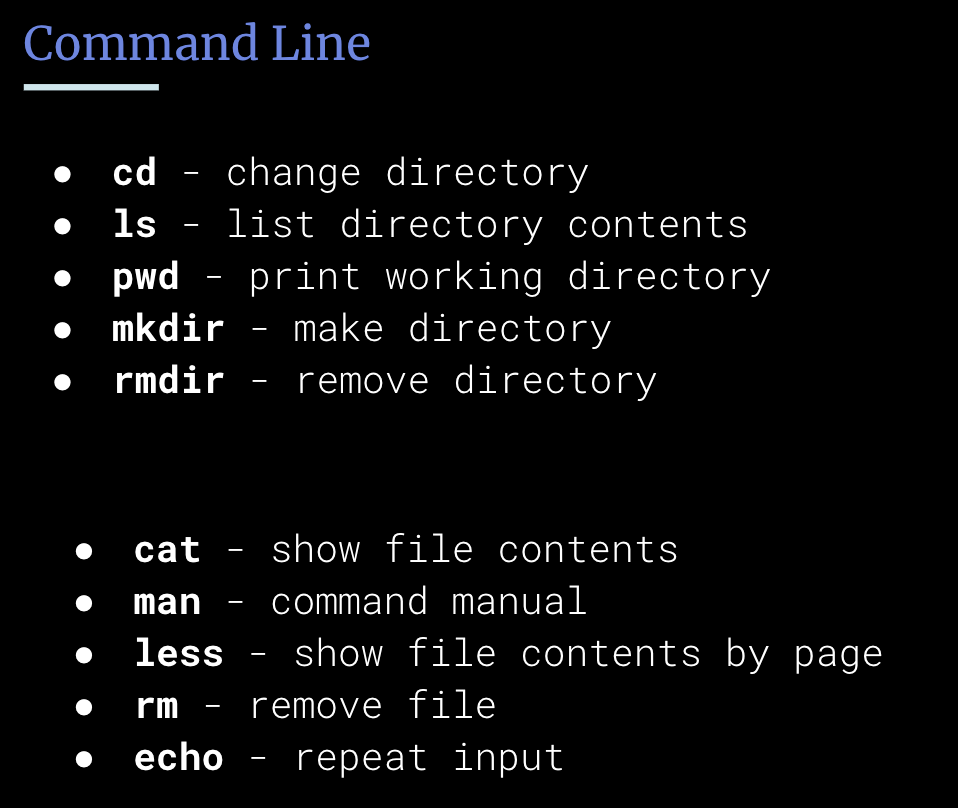 Command Line
● cd - change directory
● ls - list directory contents
● pwd - print working directory
● mkdir - make directory
● rmdir - remove directory
● cat - show file contents
● man - command manual
● less - show file contents by page
● rm - remove file
● echo - repeat input